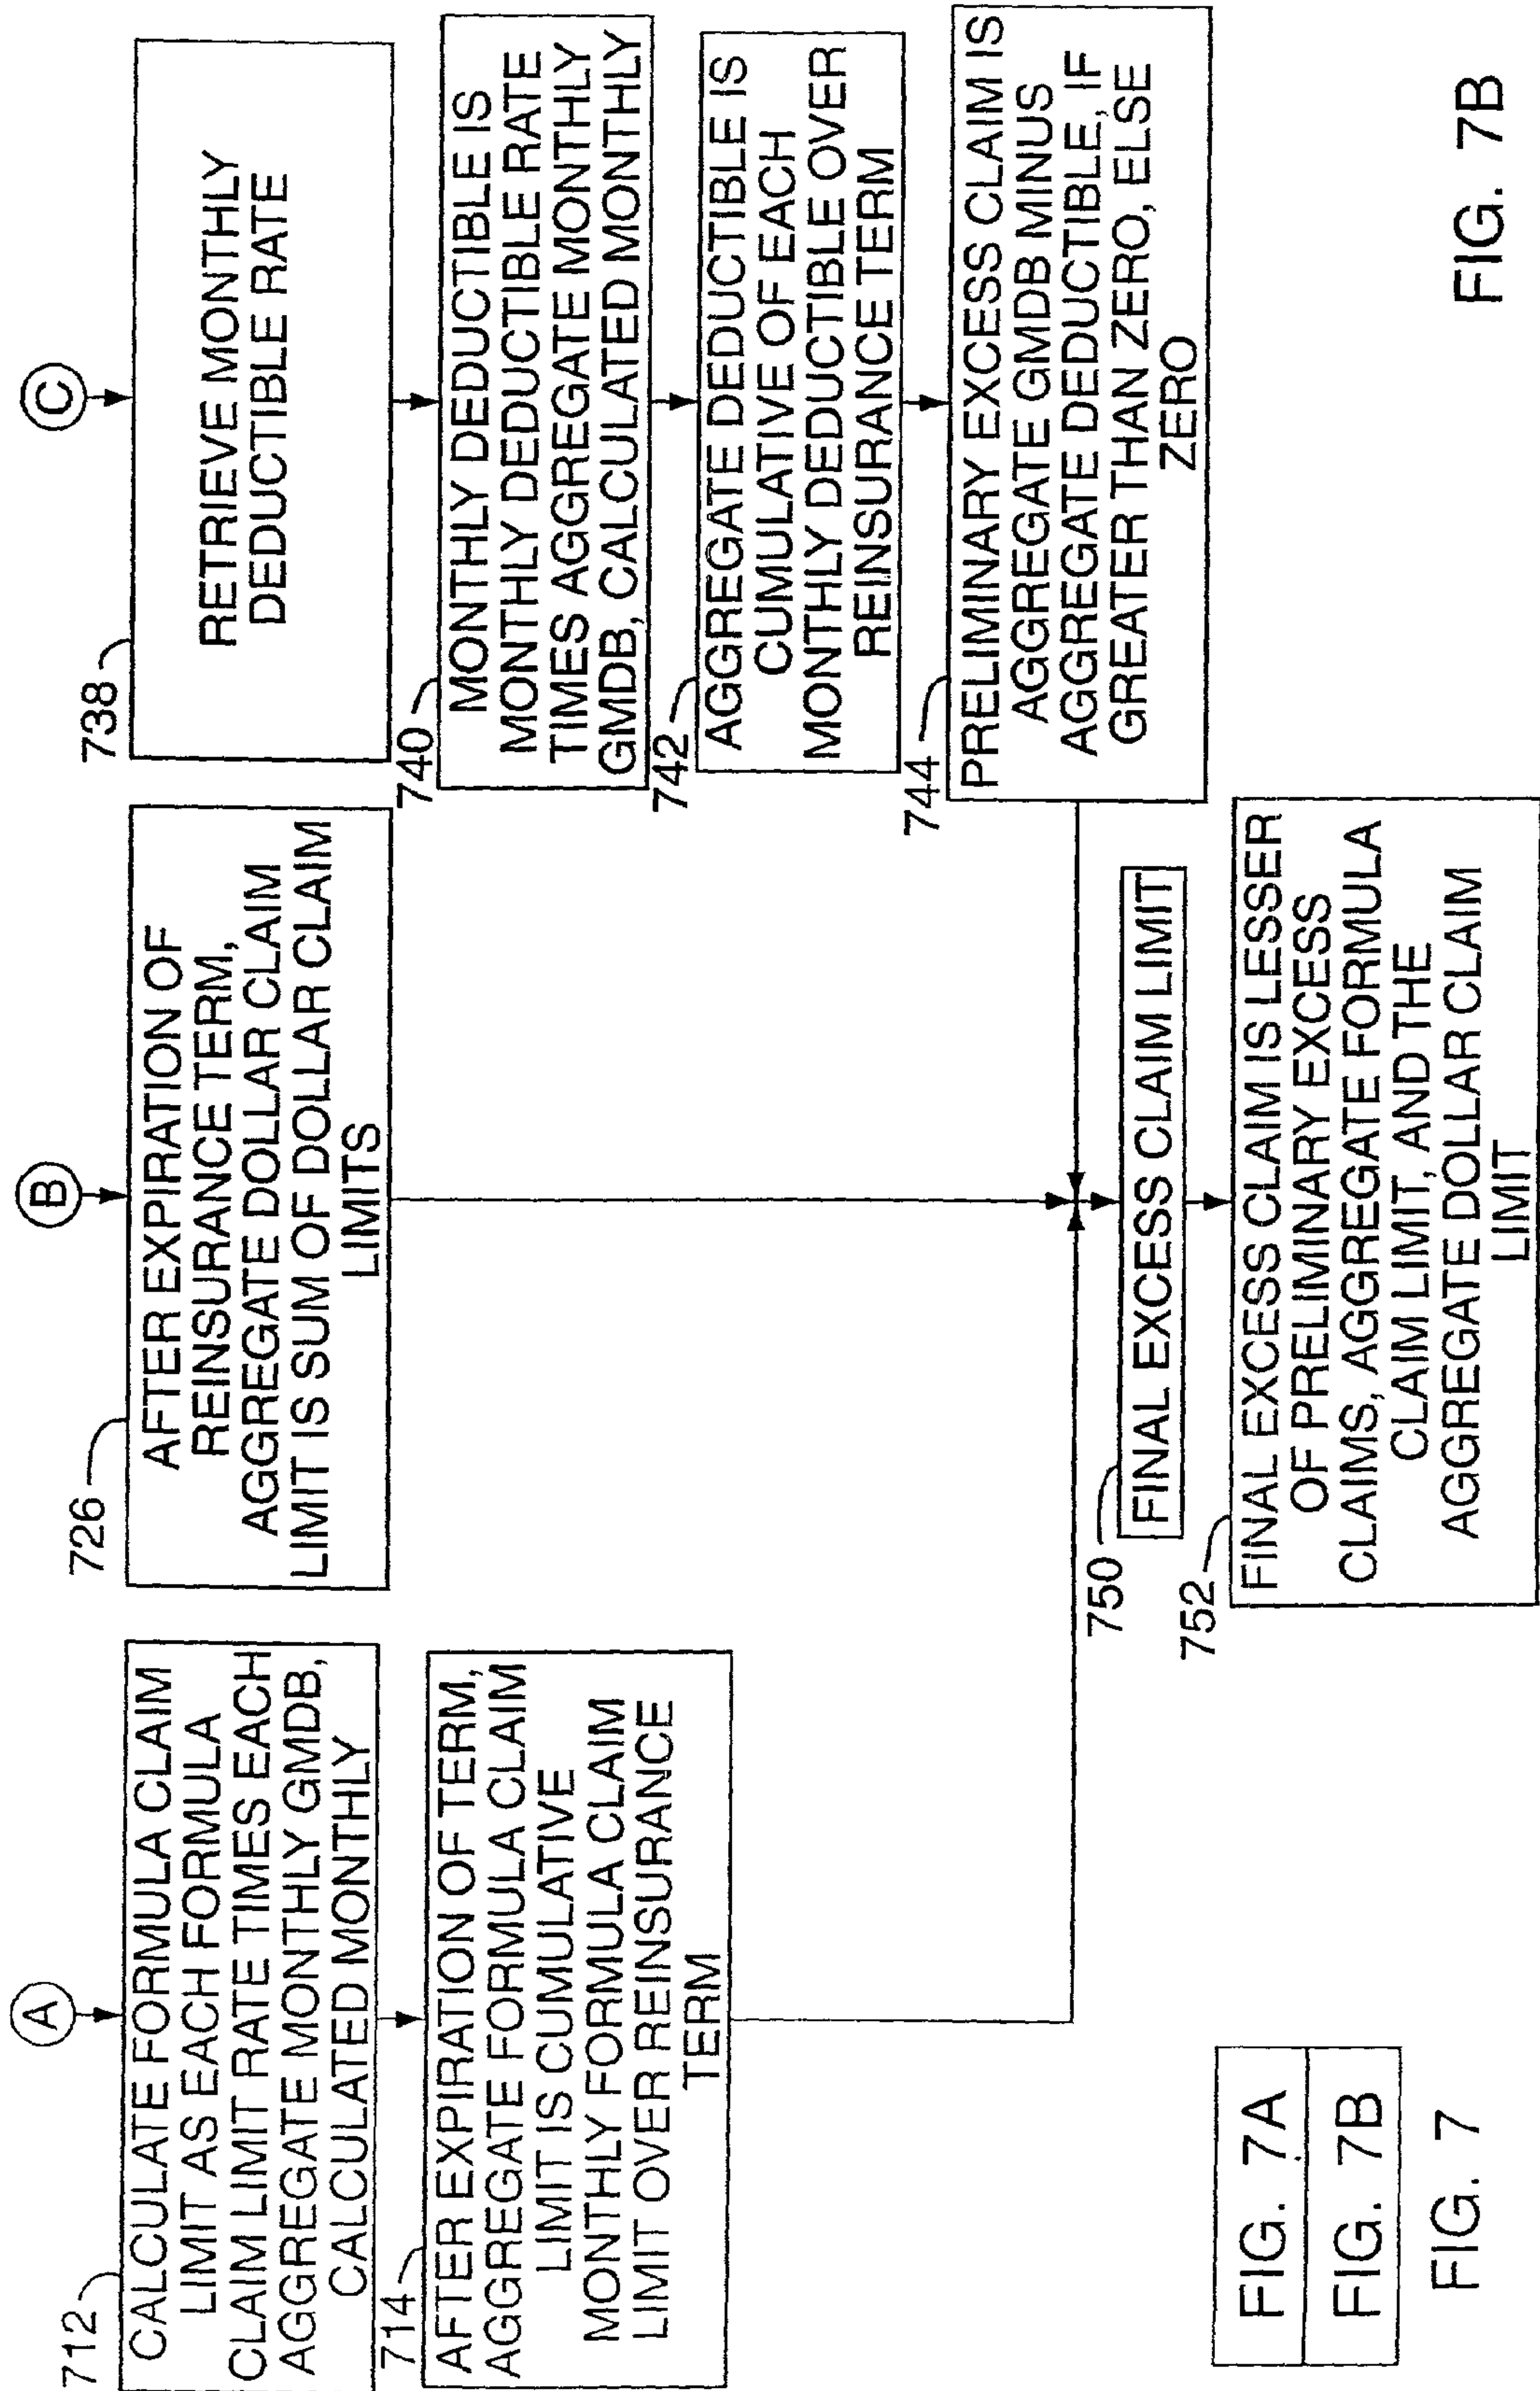 A
712
CALCULATE FORMULA CLAIM
LIMIT AS EACH FORMULA
CLAIM LIMIT RATE TIMES EACH
AGGREGATE MONTHLY GMDB,
CALCULATED MONTHLY
714
AFTER EXPIRATION OF TERM,
AGGREGATE FORMULA CLAIM
LIMIT IS CUMULATIVE
MONTHLY FORMULA CLAIM
LIMIT OVER REINSURANCE
TERM
B
726
AFTER EXPIRATION OF
REINSURANCE TERM,
AGGREGATE DOLLAR CLAIM
LIMIT IS SUM OF DOLLAR CLAIM
LIMITS
C
738
RETRIEVE MONTHLY
DEDUCTIBLE RATE
740
MONTHLY DEDUCTIBLE IS
MONTHLY DEDUCTIBLE RATE
TIMES AGGREGATE MONTHLY
GMDB, CALCULATED MONTHLY
742
AGGREGATE DEDUCTIBLE IS
CUMULATIVE OF EACH
MONTHLY DEDUCTIBLE OVER
REINSURANCE TERM
744
PRELIMINARY EXCESS CLAIM IS
AGGREGATE GMDB MINUS
AGGREGATE DEDUCTIBLE, IF
GREATER THAN ZERO, ELSE
ZERO
750
FINAL EXCESS CLAIM LIMIT
752
FINAL EXCESS CLAIM IS LESSER
OF PRELIMINARY EXCESS
CLAIMS, AGGREGATE FORMULA
CLAIM LIMIT, AND THE
AGGREGATE DOLLAR CLAIM
LIMIT
FIG. 7A
FIG. 7B
FIG. 7
FIG. 7B